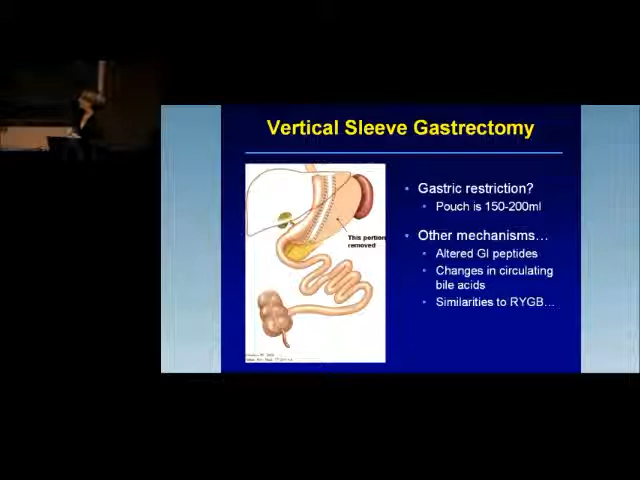 Vertical Sleeve Gastrectomy
This portion
removed
• Gastric restriction?
• Pouch is 150-200ml
• Other mechanisms…
• Altered GI peptides
• Changes in circulating
bile acids
• Similarities to RYGB…